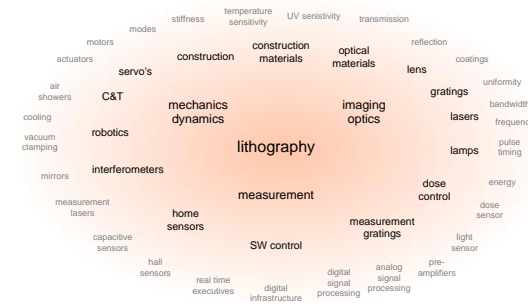 temperature
sensitivity
UV senistivity
transmission
stiffness
modes
motors
reflection
actuators
coatings
construction
construction
materials
optical
materials
lens
servo's
air
showers
C&T
gratings
uniformity
mechanics
dynamics
imaging
optics
bandwidth
cooling
robotics
lasers
frequenc
vacuum
clamping
lithography
lamps
pulse
timing
mirrors
interferometers
measurement
dose
control
energy
measurement
lasers
home
sensors
measurement
gratings
dose
sensor
capacitive
sensors
SW control
light
sensor
hall
sensors
real time
executives
digital
infrastructure
digital
signal
processing
analog
signal
processing
pre-
amplifiers